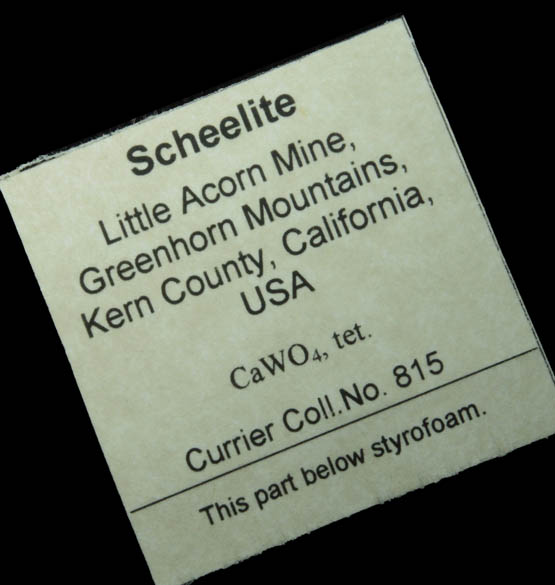 Scheelite
Little Acorn Mine,
Greenhorn Mountains,
Kern County, California,
USA
CaWO₄, tet.
Currier Coll.No. 815
This part below styrofoam.